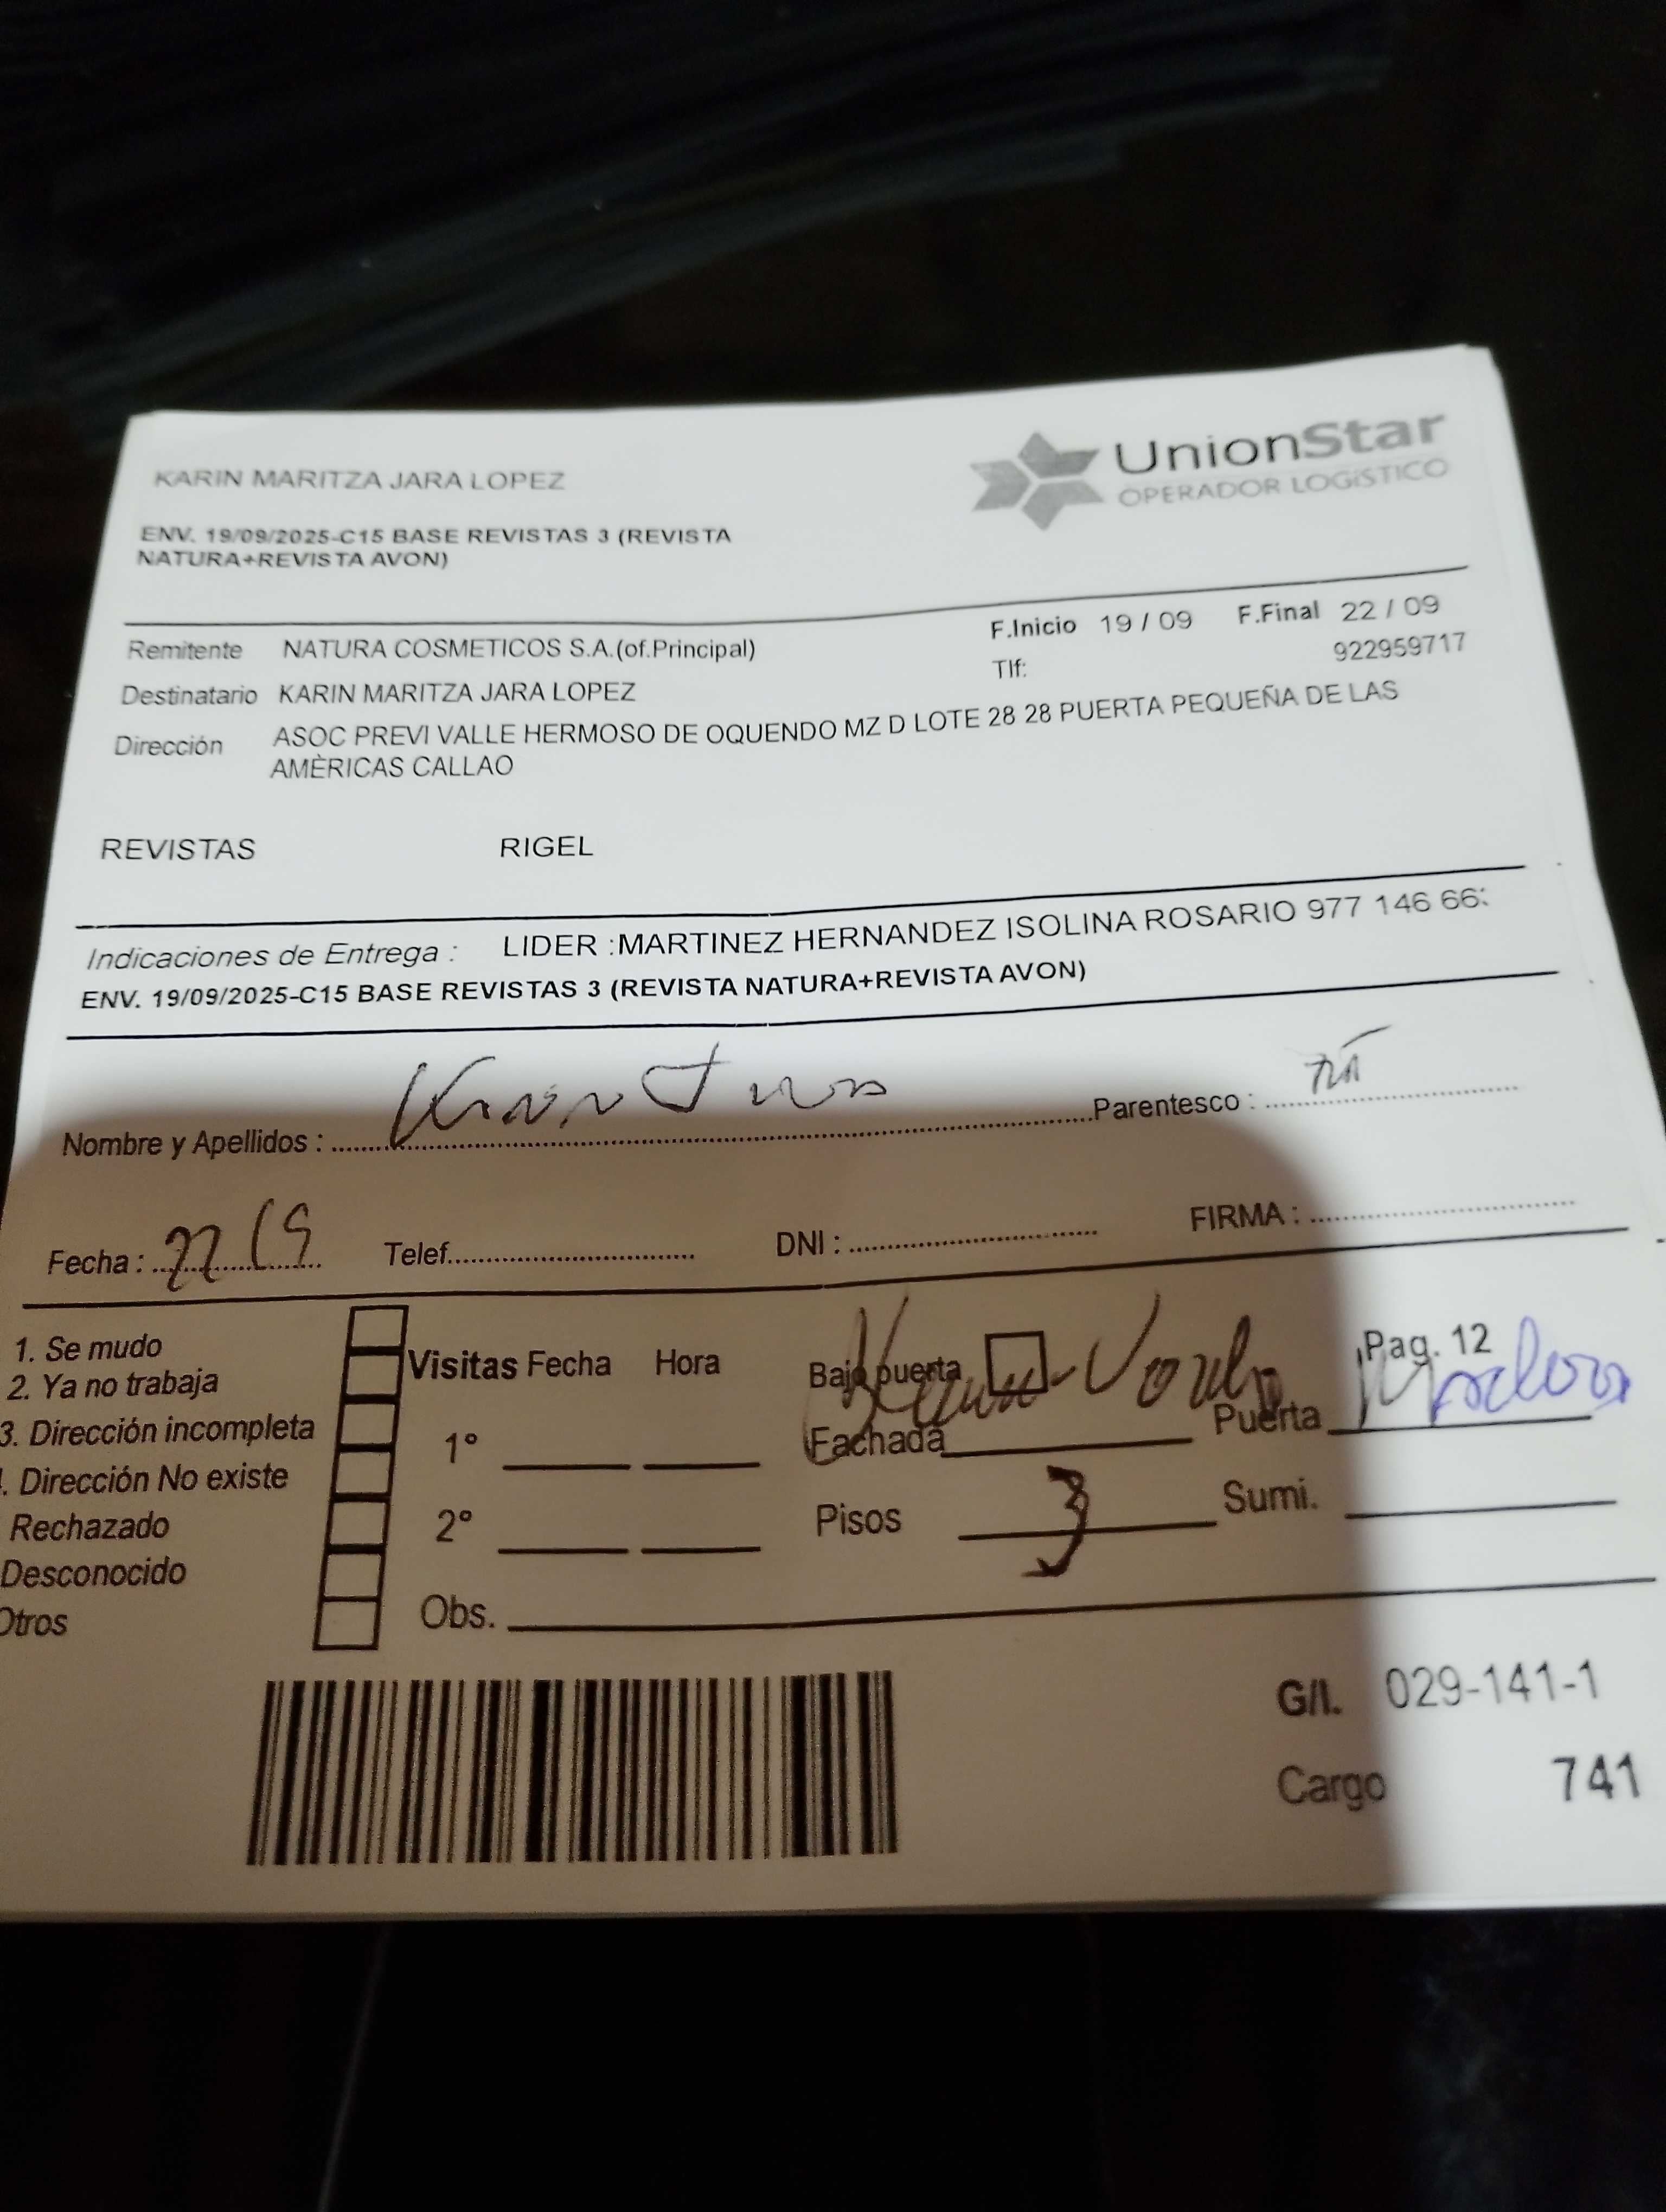 UnionStar
OPERADOR LOGÍSTICO
KARIN MARITZA JARA LOPEZ
ENV. 19/09/2025-C15 BASE REVISTAS 3 (REVISTA
NATURA+REVISTA AVON)
F.Inicio 19 / 09 F.Final 22 / 09
Remitente NATURA COSMETICOS S.A.(of.Principal)
Tlf: 922959717
Destinatario KARIN MARITZA JARA LOPEZ
Dirección ASOC PREVI VALLE HERMOSO DE OQUENDO MZ D LOTE 28 28 PUERTA PEQUEÑA DE LAS
AMÈRICAS CALLAO
REVISTAS RIGEL
Indicaciones de Entrega : LIDER :MARTINEZ HERNANDEZ ISOLINA ROSARIO 977 146 66
ENV. 19/09/2025-C15 BASE REVISTAS 3 (REVISTA NATURA+REVISTA AVON)
Nombre y Apellidos : Parentesco :
Fecha : 22/9 Telef. DNI : FIRMA :
1. Se mudo
2. Ya no trabaja
3. Dirección incompleta
. Dirección No existe
Rechazado
Desconocido
Otros
Visitas Fecha Hora
1°
2°
Obs.
Bajo puerta Pag. 12
Fachada Puerta
Pisos 3 Sumi.
G/I. 029-141-1
Cargo 741